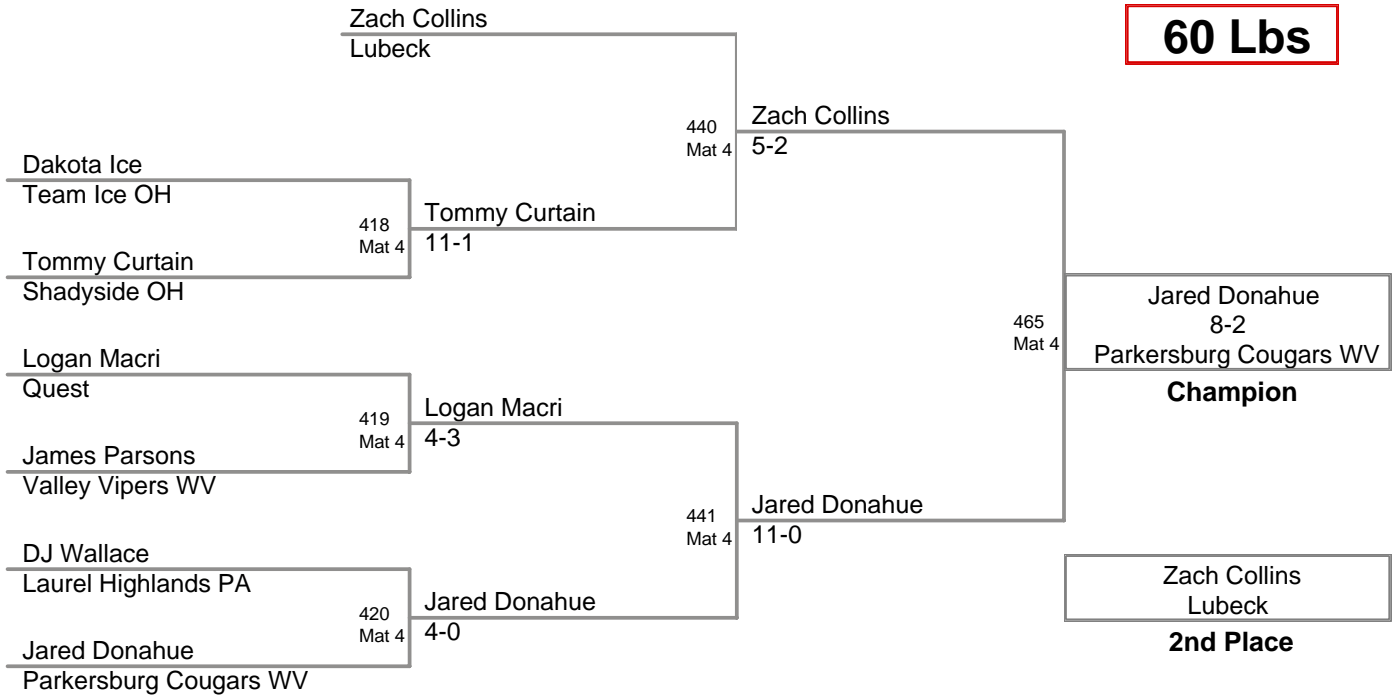 Zach Collins
Lubeck
60 Lbs
440
Mat 4
Zach Collins
5-2
Dakota Ice
Team Ice OH
418
Mat 4
Tommy Curtain
11-1
Tommy Curtain
Shadyside OH
465
Mat 4
Jared Donahue
8-2
Parkersburg Cougars WV
Champion
Logan Macri
Quest
419
Mat 4
Logan Macri
4-3
James Parsons
Valley Vipers WV
441
Mat 4
Jared Donahue
11-0
DJ Wallace
Laurel Highlands PA
420
Mat 4
Jared Donahue
4-0
Jared Donahue
Parkersburg Cougars WV
Zach Collins
Lubeck
2nd Place